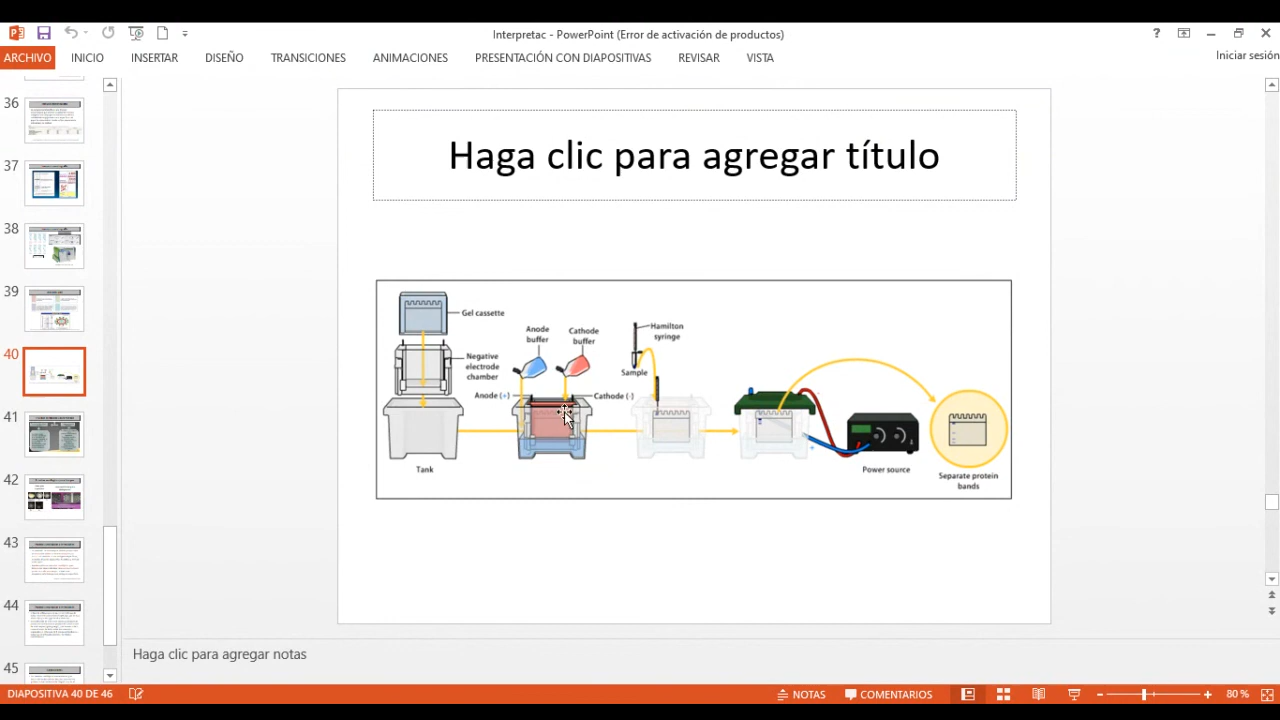 Interpretac - PowerPoint (Error de activación de productos)
ARCHIVO INICIO INSERTAR DISEÑO TRANSICIONES ANIMACIONES PRESENTACIÓN CON DIAPOSITIVAS REVISAR VISTA Iniciar sesión
36
37
38
39
40
41
42
43
44
45
Haga clic para agregar título
Gel cassette
Negative
electrode
chamber
Tank
Anode
buffer
Cathode
buffer
Anode (+)
Cathode (-)
Hamilton
syringe
Sample
Power source
Separate protein
bands
Haga clic para agregar notas
DIAPOSITIVA 40 DE 46 NOTAS COMENTARIOS 80 %